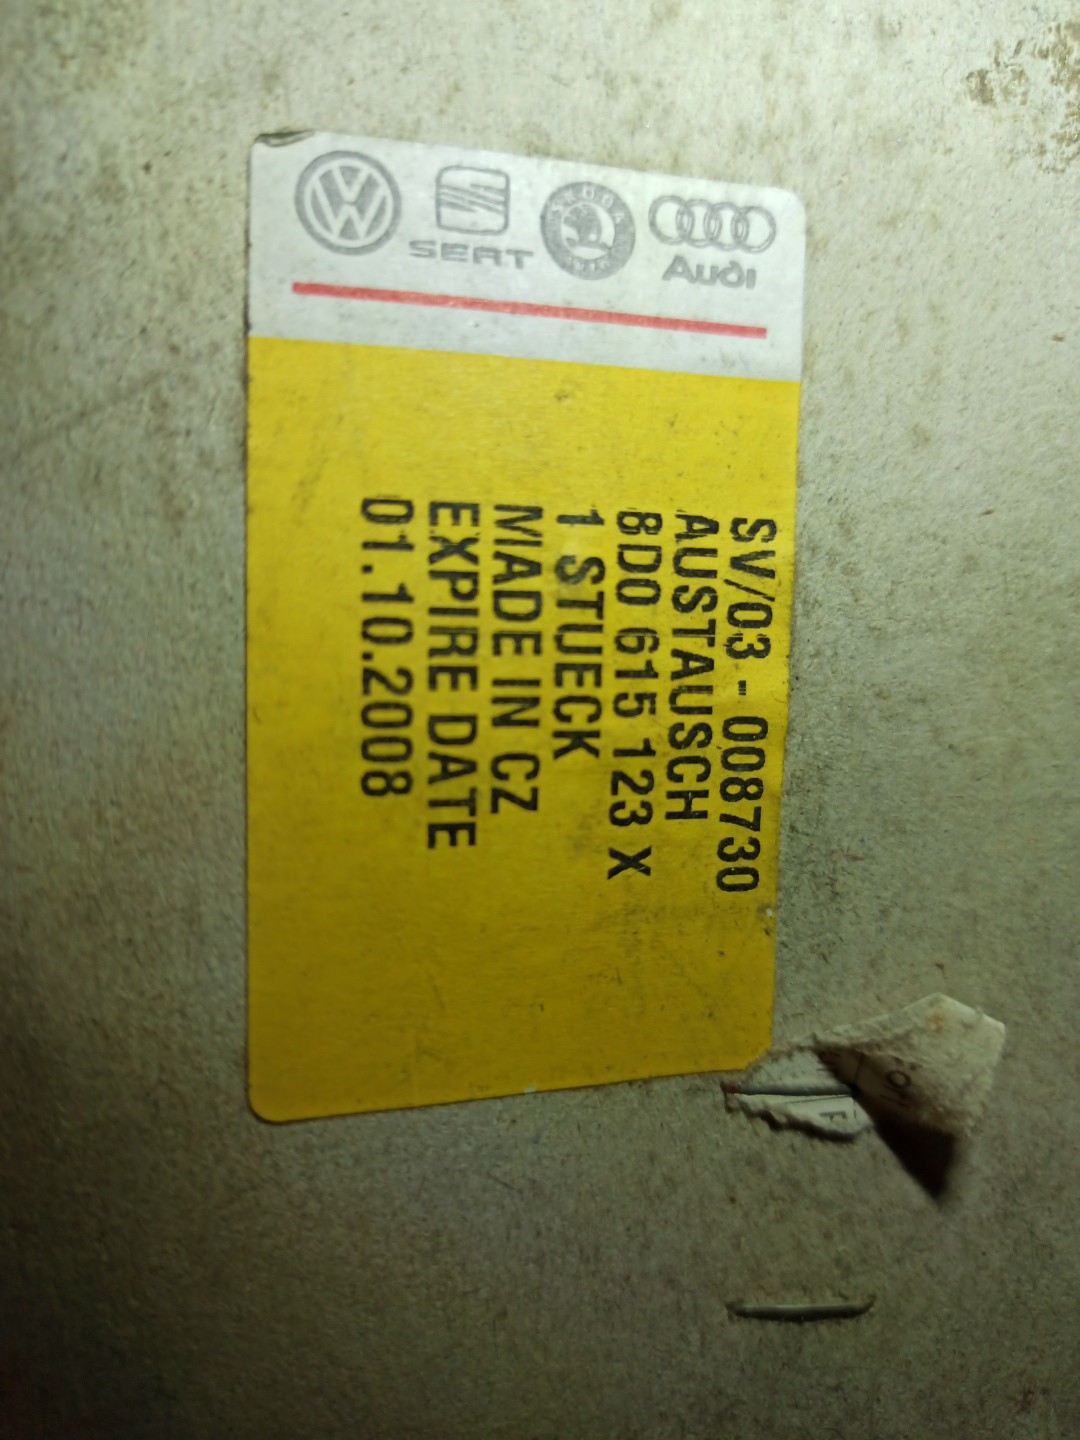 SEAT
ŠKODA
Audi
SV/03 - 008730
AUSTAUSCH
8D0 615 123 X
1 STUECK
MADE IN CZ
EXPIRE DATE
01.10.2008